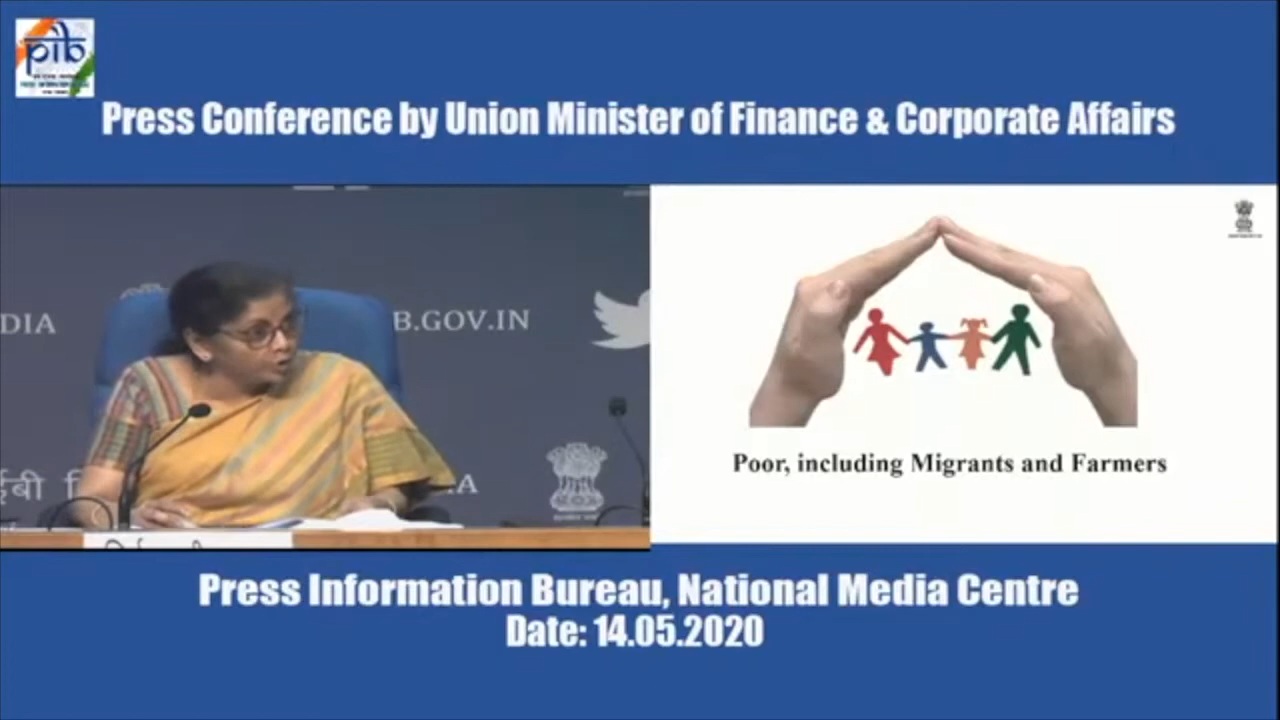 pib
Press Conference by Union Minister of Finance & Corporate Affairs
DIA
B.GOV.IN
Poor, including Migrants and Farmers
Press Information Bureau, National Media Centre
Date: 14.05.2020